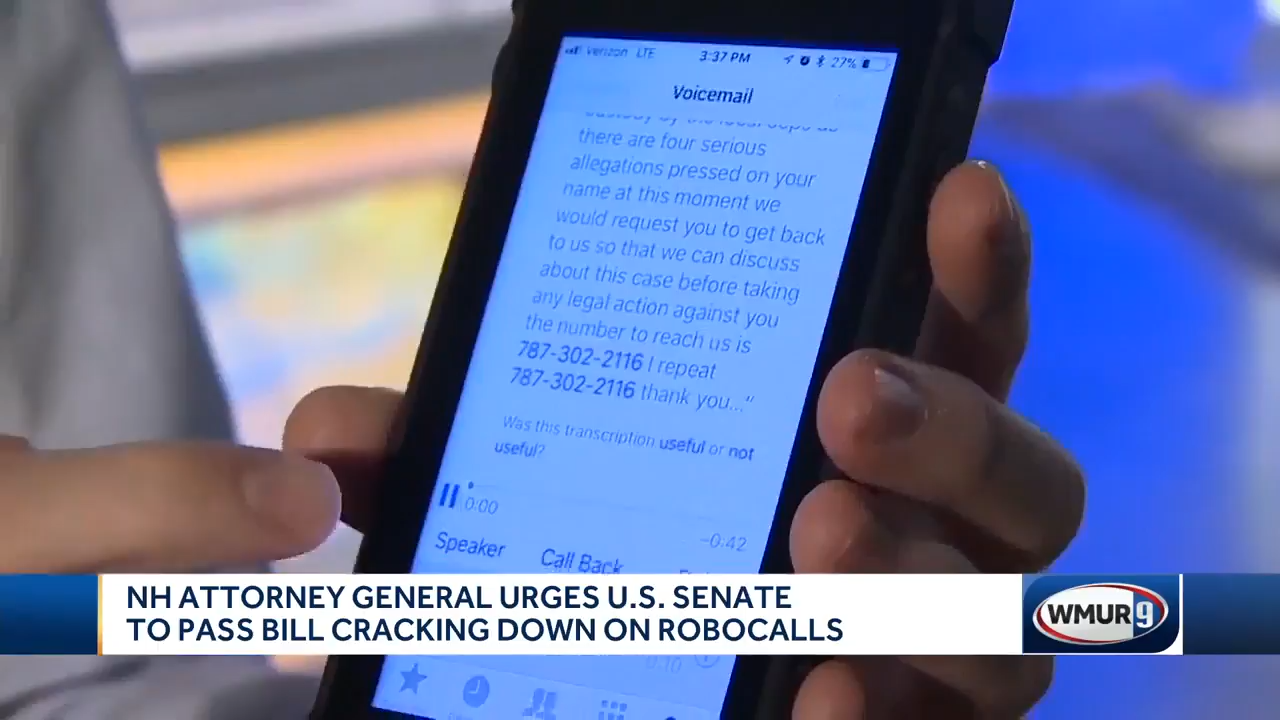 verizon LTE 3:37 PM 27%
Voicemail
there are four serious
allegations pressed on your
name at this moment we
would request you to get back
to us so that we can discuss
about this case before taking
any legal action against you
the number to reach us is
787-302-2116 I repeat
787-302-2116 thank you..."
Was this transcription useful or not
useful?
0:00
-0:42
Speaker Call Back
NH ATTORNEY GENERAL URGES U.S. SENATE
TO PASS BILL CRACKING DOWN ON ROBOCALLS
WMUR 9
0:10